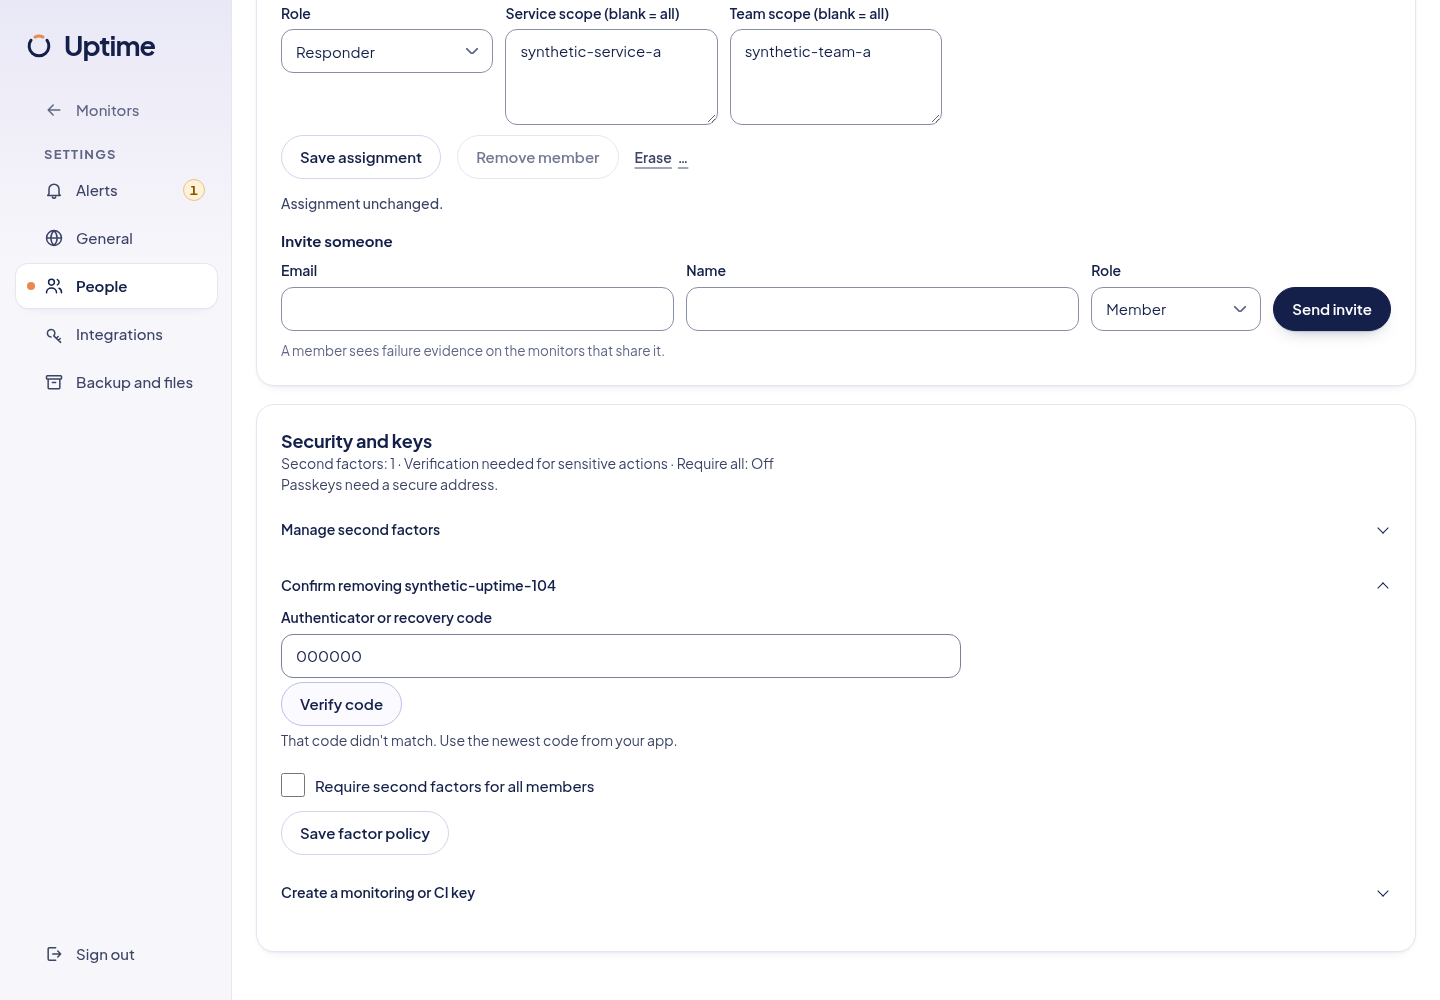 Uptime
Monitors
SETTINGS
Alerts 1
General
People
Integrations
Backup and files
Sign out
Role Service scope (blank = all) Team scope (blank = all)
Responder synthetic-service-a synthetic-team-a
Save assignment Remove member Erase …
Assignment unchanged.
Invite someone
Email Name Role
Member Send invite
A member sees failure evidence on the monitors that share it.
Security and keys
Second factors: 1 · Verification needed for sensitive actions · Require all: Off
Passkeys need a secure address.
Manage second factors
Confirm removing synthetic-uptime-104
Authenticator or recovery code
000000
Verify code
That code didn't match. Use the newest code from your app.
Require second factors for all members
Save factor policy
Create a monitoring or CI key